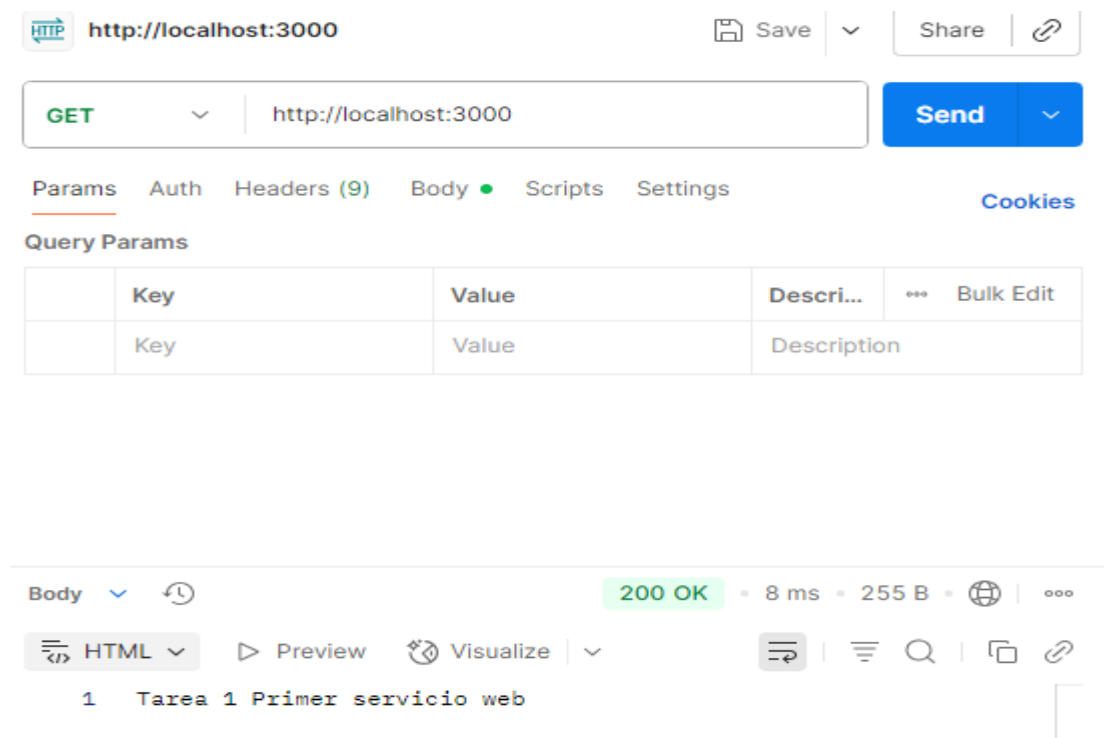 HTTP http://localhost:3000 Save Share
GET http://localhost:3000 Send
Params Auth Headers (9) Body Scripts Settings Cookies
Query Params
Key Value Descri... Bulk Edit
Key Value Description
Body 200 OK 8 ms 255 B
HTML Preview Visualize
1 Tarea 1 Primer servicio web